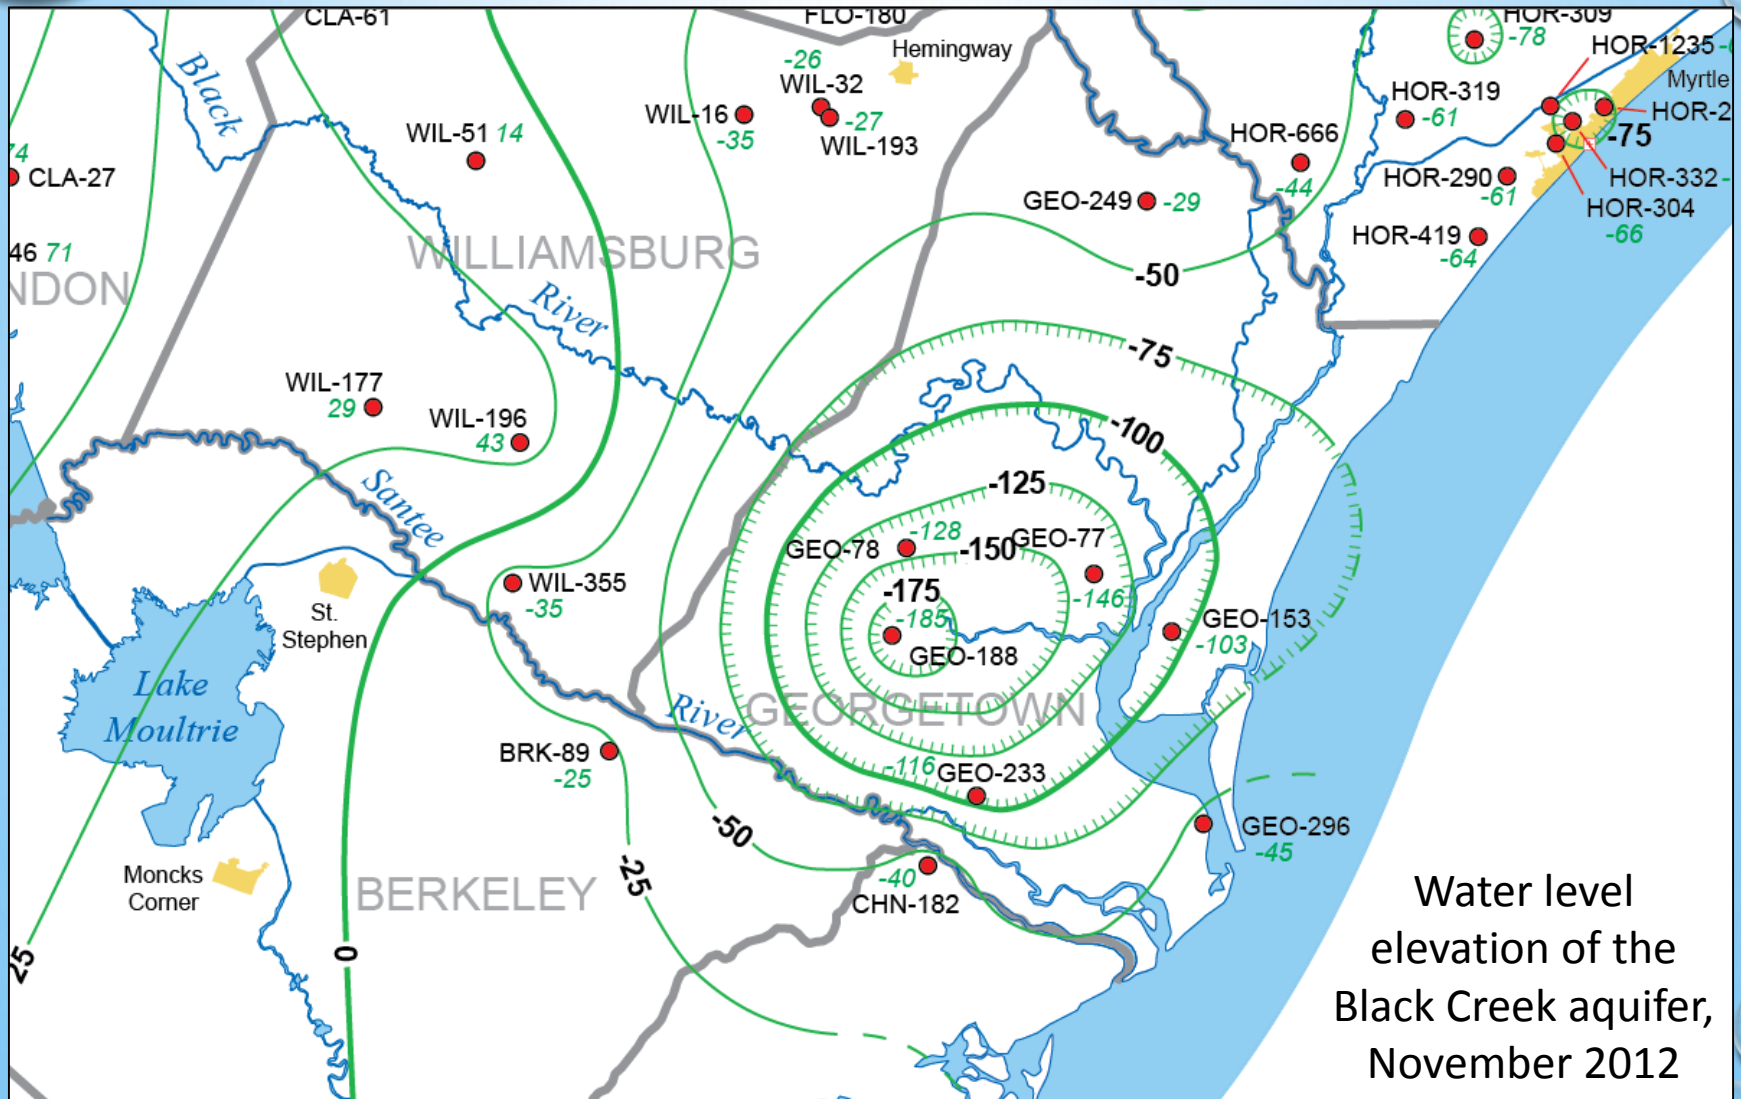 CLA-61
FLO-180
HOR-309
-78
HOR-1235
Hemingway
-26
WIL-32
Myrtle
Black
HOR-319
-61
WIL-16
-35
-27
WIL-193
HOR-2
WIL-51 14
HOR-666
-44
-75
74
CLA-27
HOR-290
-61
HOR-332-
GEO-249
-29
HOR-304
-66
HOR-419
-64
46 71
WILLIAMSBURG
NDON
-50
River
-75
WIL-177
29
WIL-196
43
-100
Santee
-125
-128
GEO-78
-150
GEO-77
-146
WIL-355
-35
-175
-185
St.
Stephen
GEO-153
-103
GEO-188
Lake
Moultrie
River
GEORGETOWN
BRK-89
-25
-116
GEO-233
-50
GEO-296
-45
Moncks
Corner
-25
BERKELEY
-40
CHN-182
25
0
Water level
elevation of the
Black Creek aquifer,
November 2012